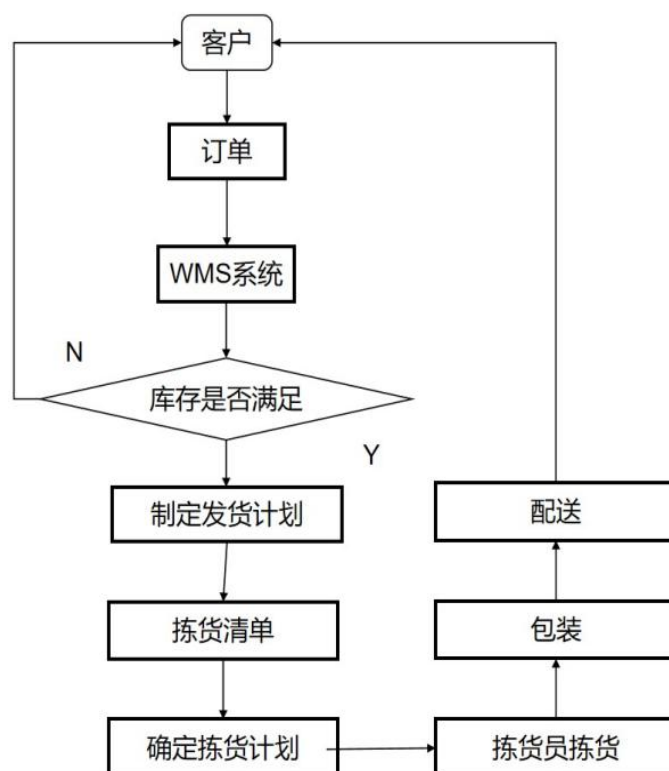 客户
订单
WMS系统
N
库存是否满足
Y
制定发货计划
拣货清单
确定拣货计划
拣货员拣货
包装
配送